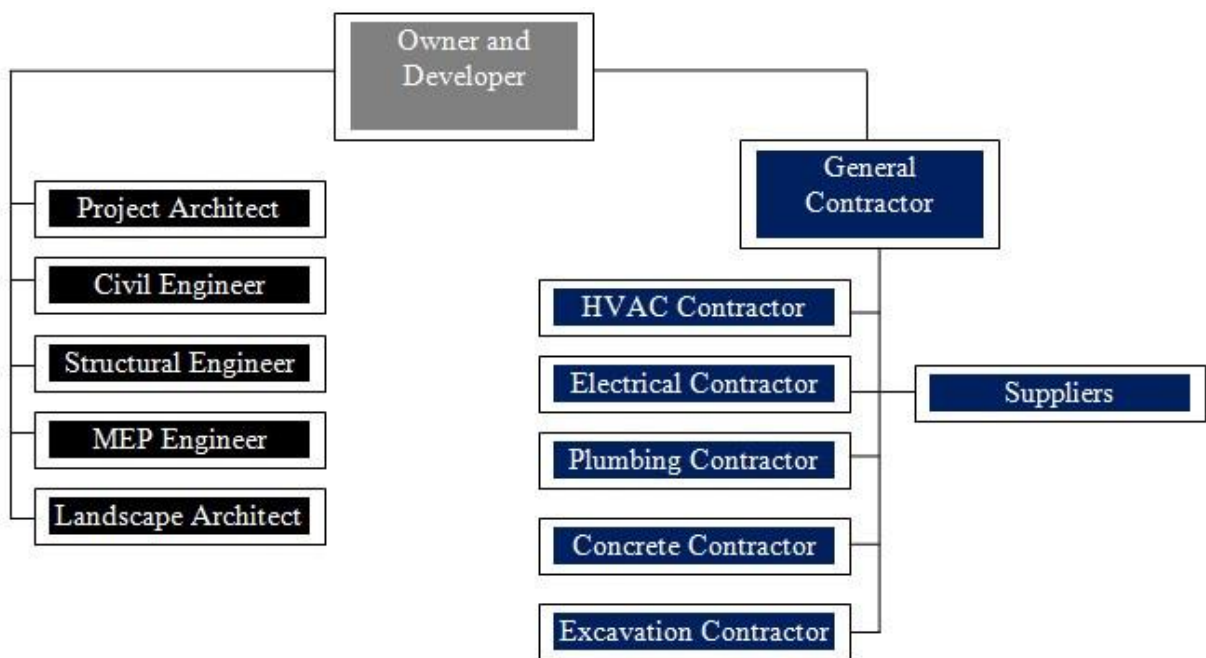 Owner and
Developer
General
Contractor
Project Architect
Civil Engineer
Structural Engineer
MEP Engineer
Landscape Architect
HVAC Contractor
Electrical Contractor
Plumbing Contractor
Concrete Contractor
Excavation Contractor
Suppliers